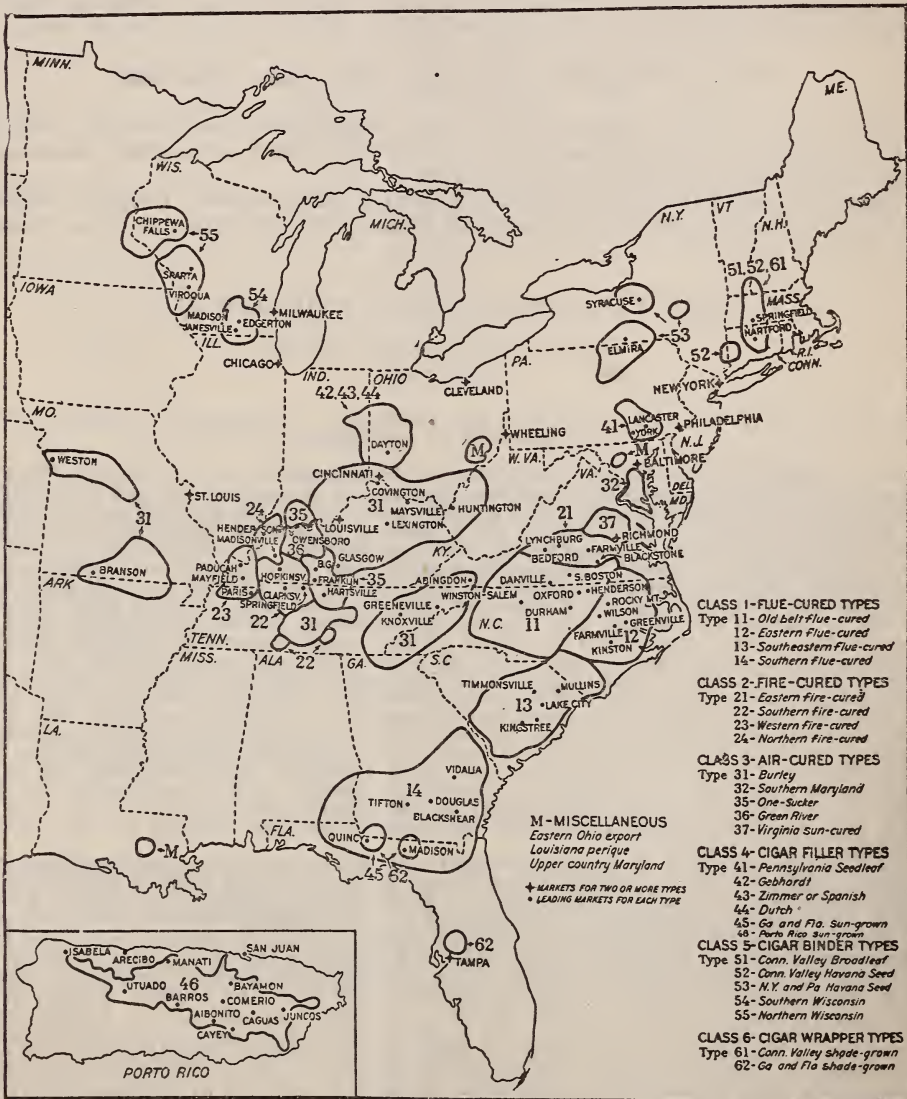 MINN.
ME.
WIS.
N.Y.
VT
N.H.
MICH.
CHIPPEWA
FALLS
55
51,52,61
SPARTA
VIROQUA
IOWA
54
SYRACUSE
MASS.
SPRINGFIELD
HARTFORD
MADISON
MILWAUKEE
EDGERTON
JANESVILLE
ILL.
ELMIRA
53
52
R.I.
CONN.
PA.
CHICAGO
IND.
OHIO
CLEVELAND
NEW YORK
42,43,44
MO.
41
LANCASTER
YORK
PHILADELPHIA
WHEELING
DAYTON
M
N.J.
W.VA.
M
BALTIMORE
WESTON
CINCINNATI
VA.
32
DEL.
MD.
COVINGTON
ST. LOUIS
31
MAYSVILLE
HUNTINGTON
LEXINGTON
24
35
21
37
31
HENDERSON
LOUISVILLE
LYNCHBURG
RICHMOND
MADISONVILLE
OWENSBORO
FARMVILLE
36
KY.
BEDFORD
BLACKSTONE
GLASGOW
PADUCAH
B.G.
BRANSON
MAYFIELD
HOPKINSV.
FRANKLIN
35
ABINGDON
DANVILLE
S. BOSTON
ARK
HENDERSON
PARIS
CLARKSV.
HARTSVILLE
WINSTON-SALEM
OXFORD
SPRINGFIELD
GREENEVILLE
ROCKY MT.
23
22
KNOXVILLE
N.C.
DURHAM
WILSON
31
31
11
GREENVILLE
FARMVILLE
12
KINSTON
TENN.
MISS.
ALA
22
GA.
S.C
TIMMONSVILLE
MULLINS
13
LAKE CITY
KINGSTREE
LA.
VIDALIA
14
TIFTON
DOUGLAS
BLACKSHEAR
FLA.
QUINC
MADISON
M
45
62
62
TAMPA
M-MISCELLANEOUS
Eastern Ohio export
Louisiana perique
Upper country Maryland
MARKETS FOR TWO OR MORE TYPES
LEADING MARKETS FOR EACH TYPE
CLASS 1-FLUE-CURED TYPES
Type 11-Old belt flue-cured
12-Eastern flue-cured
13-Southeastern flue-cured
14-Southern flue-cured
CLASS 2-FIRE-CURED TYPES
Type 21-Eastern fire-cured
22-Southern fire-cured
23-Western fire-cured
24-Northern fire-cured
CLASS 3-AIR-CURED TYPES
Type 31-Burley
32-Southern Maryland
35-One-Sucker
36-Green River
37-Virginia sun-cured
CLASS 4-CIGAR FILLER TYPES
Type 41-Pennsylvania Seedleaf
42-Gebhardt
43-Zimmer or Spanish
44-Dutch
45-Ga and Fla. Sun-grown
46-Porto Rico sun-grown
CLASS 5-CIGAR BINDER TYPES
Type 51-Conn. Valley Broadleaf
52-Conn. Valley Havana Seed
53-N.Y. and Pa Havana Seed
54-Southern Wisconsin
55-Northern Wisconsin
CLASS 6-CIGAR WRAPPER TYPES
Type 61-Conn. Valley shade-grown
62-Ga and Fla shade-grown
ISABELA
ARECIBO
MANATI
SAN JUAN
46
BAYAMON
UTUADO
BARROS
COMERIO
AIBONITO
CAGUAS
JUNCOS
CAYEY
PORTO RICO